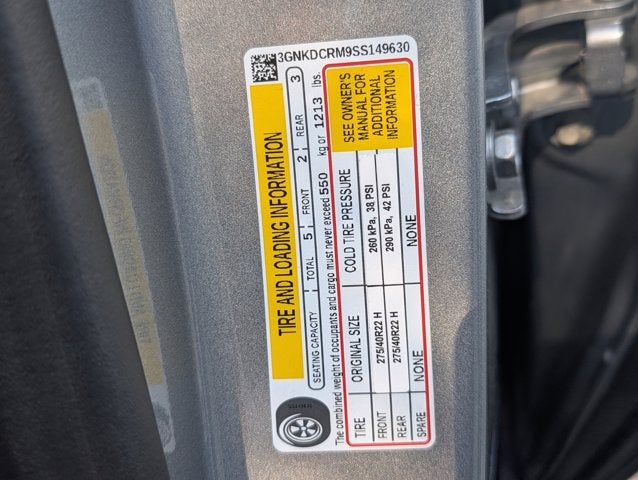 3GNKDCRM9SS149630
TIRE AND LOADING INFORMATION
SEATING CAPACITY TOTAL 5 FRONT 2 REAR 3
The combined weight of occupants and cargo must never exceed 550 kg or 1213 lbs.
TIRE ORIGINAL SIZE COLD TIRE PRESSURE
FRONT 275/40R22 H 260 kPa, 38 PSI
REAR 275/40R22 H 290 kPa, 42 PSI
SPARE NONE NONE
SEE OWNER'S
MANUAL FOR
ADDITIONAL
INFORMATION